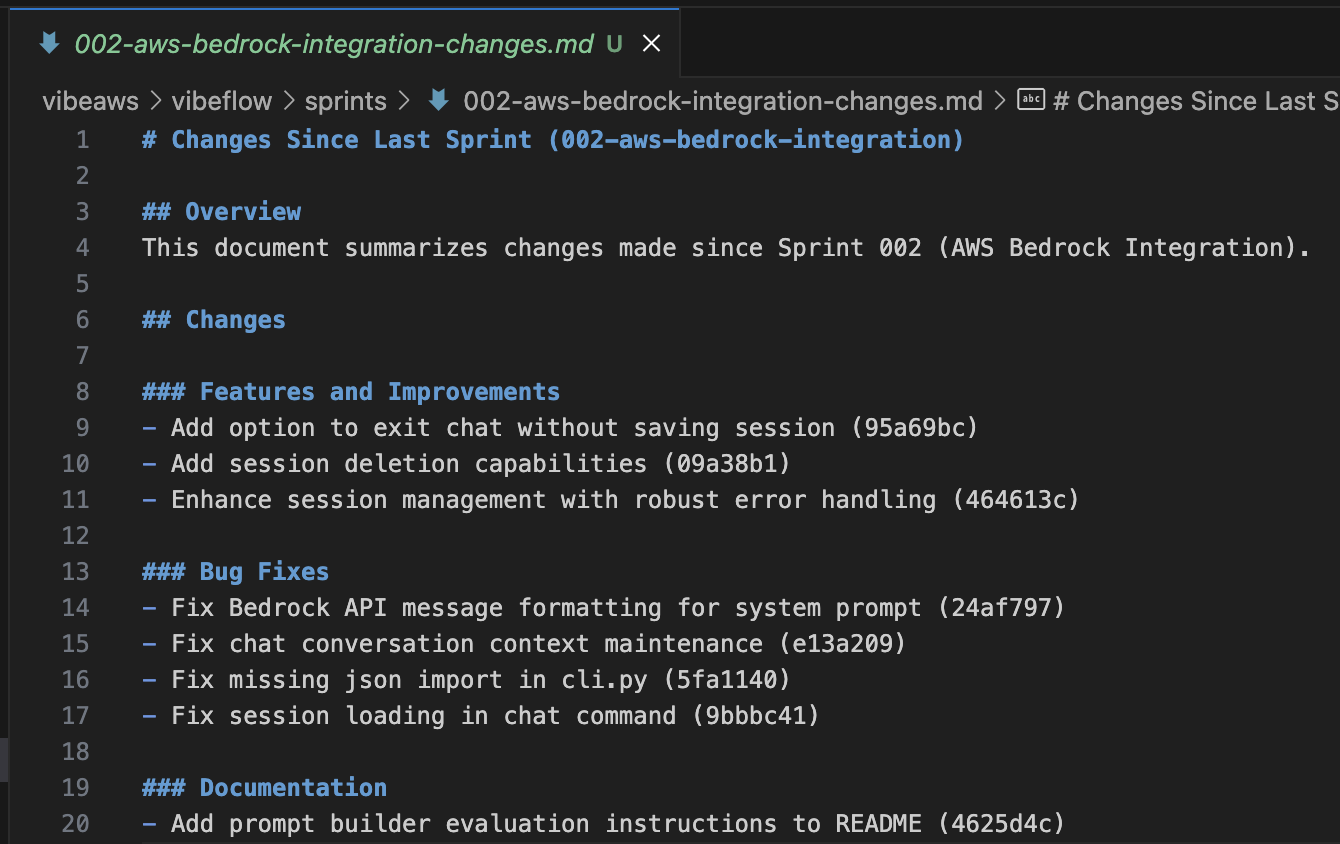 002-aws-bedrock-integration-changes.md U
vibeaws > vibeflow > sprints > 002-aws-bedrock-integration-changes.md > abc # Changes Since Last S
1 # Changes Since Last Sprint (002-aws-bedrock-integration)
2
3 ## Overview
4 This document summarizes changes made since Sprint 002 (AWS Bedrock Integration).
5
6 ## Changes
7
8 ### Features and Improvements
9 - Add option to exit chat without saving session (95a69bc)
10 - Add session deletion capabilities (09a38b1)
11 - Enhance session management with robust error handling (464613c)
12
13 ### Bug Fixes
14 - Fix Bedrock API message formatting for system prompt (24af797)
15 - Fix chat conversation context maintenance (e13a209)
16 - Fix missing json import in cli.py (5fa1140)
17 - Fix session loading in chat command (9bbbc41)
18
19 ### Documentation
20 - Add prompt builder evaluation instructions to README (4625d4c)